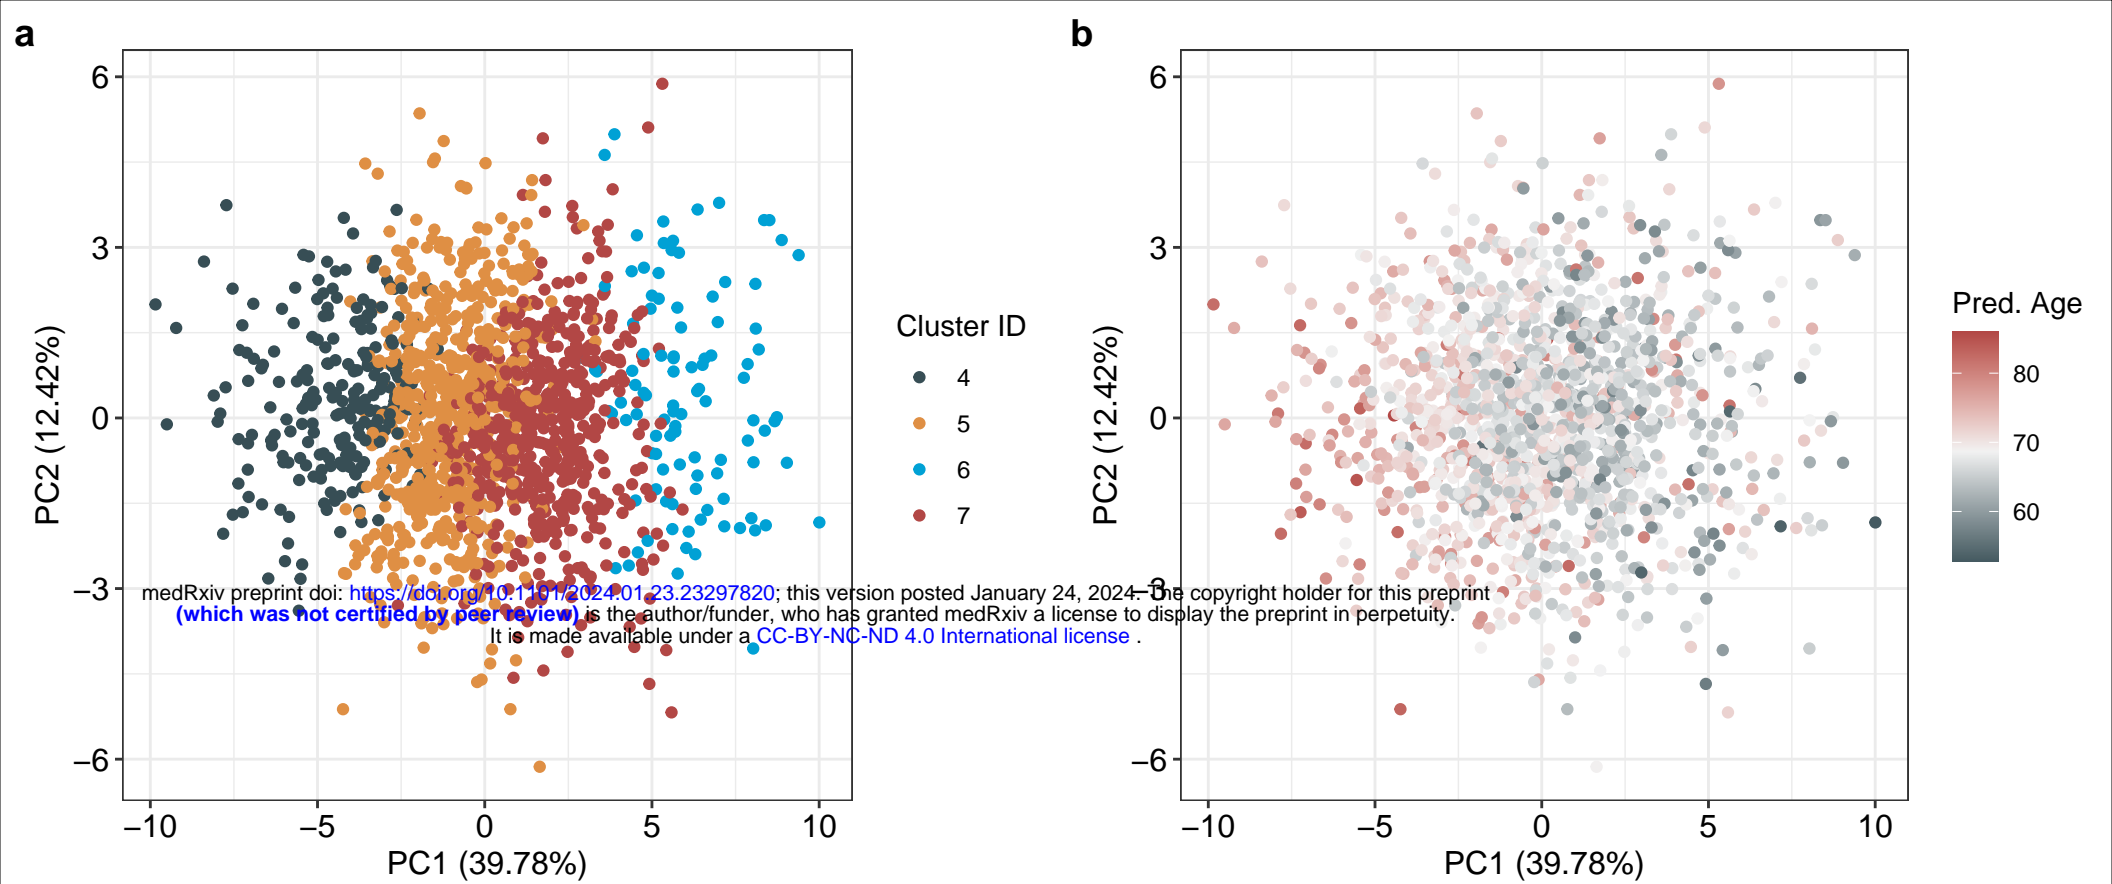 a
6
3
0
−3
−6
PC2 (12.42%)
−10 −5 0 5 10
PC1 (39.78%)
Cluster ID
4
5
6
7
b
6
3
0
−3
−6
PC2 (12.42%)
−10 −5 0 5 10
PC1 (39.78%)
Pred. Age
80
70
60
medRxiv preprint doi: https://doi.org/10.1101/2024.01.23.23297820; this version posted January 24, 2024. The copyright holder for this preprint
(which was not certified by peer review) is the author/funder, who has granted medRxiv a license to display the preprint in perpetuity.
It is made available under a CC-BY-NC-ND 4.0 International license .